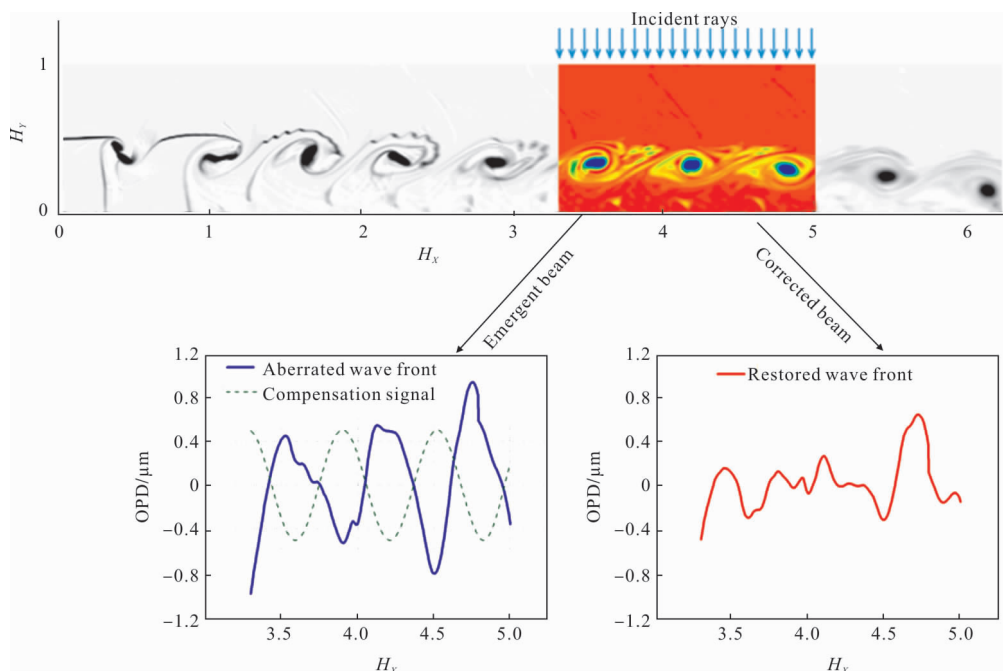 Incident rays
1
H_Y
0
0 1 2 3 4 5 6
H_X
Emergent beam
Corrected beam
1.2
0.8
0.4
0
−0.4
−0.8
−1.2
OPD/μm
Aberrated wave front
Compensation signal
3.5 4.0 4.5 5.0
H_X
1.2
0.8
0.4
0
−0.4
−0.8
−1.2
OPD/μm
Restored wave front
3.5 4.0 4.5 5.0
H_X